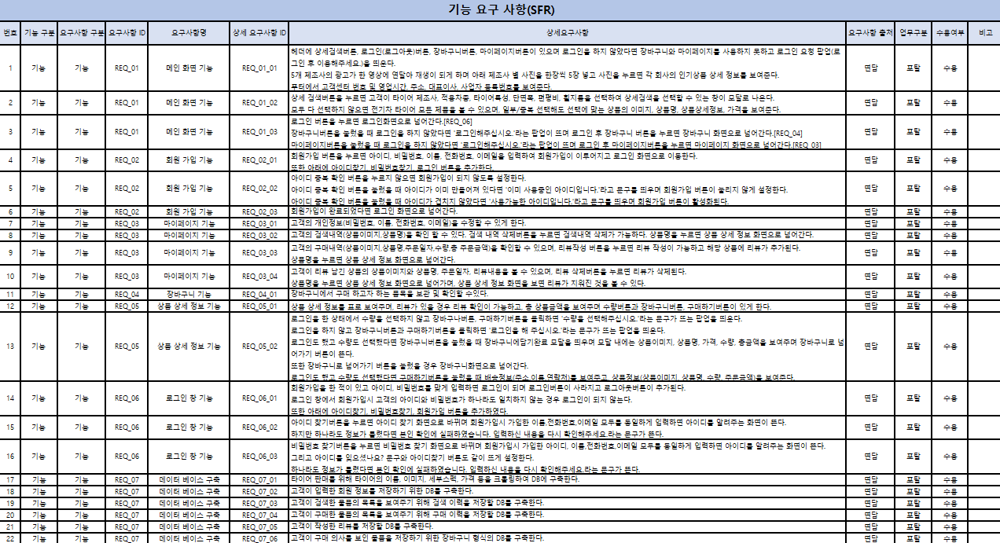 기능 요구 사항(SFR)
번호 기능 구분 요구사항 구분 요구사항 ID 요구사항명 상세 요구사항 ID 상세요구사항 요구사항 출처 업무구분 수용여부 비고
1 기능 기능 REQ_01 메인 화면 기능 REQ_01_01 헤더에 상세검색버튼, 로그인(로그아웃)버튼, 장바구니버튼, 마이페이지버튼이 있으며 로그인을 하지 않았다면 장바구니와 마이페이지를 사용하지 못하고 로그인 요청 팝업(로 면담 포탈 수용
그인 후 이용해주세요.)을 띄운다.
5개 제조사의 광고가 한 영상에 연달아 재생이 되게 하며 아래 제조사 별 사진을 한장씩 5장 넣고 사진을 누르면 각 회사의 인기상품 상세 정보를 보여준다.
푸터에서 고객센터 번호 및 영업시간, 주소, 대표이사, 사업자 등록번호를 보여준다.
2 기능 기능 REQ_01 메인 화면 기능 REQ_01_02 상세 검색버튼을 누르면 고객이 타이어 제조사, 적용차종, 타이어특성, 단면폭, 편평비, 휠지름을 선택하여 상세검색을 선택할 수 있는 창이 모달로 나온다. 면담 포탈 수용
모두 다 선택하지 않으면 전기차 타이어 모든 제품을 볼 수 있으며, 일부/중복 선택해도 선택에 맞는 상품의 이미지, 상품명, 상품상세정보, 가격을 보여준다.
3 기능 기능 REQ_01 메인 화면 기능 REQ_01_03 로그인 버튼을 누르면 로그인화면으로 넘어간다.[REQ_06] 면담 포탈 수용
장바구니버튼을 눌렀을 때 로그인을 하지 않았다면 '로그인해주십시오.'라는 팝업이 뜨며 로그인 후 장바구니 버튼을 누르면 장바구니 화면으로 넘어간다.[REQ_04]
마이페이지버튼을 눌렀을 때 로그인을 하지 않았다면 '로그인해주십시오.'라는 팝업이 뜨며 로그인 후 마이페이지버튼을 누르면 마이페이지 화면으로 넘어간다.[REQ_03]
4 기능 기능 REQ_02 회원 가입 기능 REQ_02_01 회원가입 버튼을 누르면 아이디, 비밀번호, 이름, 전화번호, 이메일을 입력하여 회원가입이 이루어지고 로그인 화면으로 이동한다. 면담 포탈 수용
또한 아래에 아이디찾기, 비밀번호찾기, 로그인 버튼을 추가한다.
5 기능 기능 REQ_02 회원 가입 기능 REQ_02_02 아이디 중복 확인 버튼을 누르지 않으면 회원가입이 되지 않도록 설정한다. 면담 포탈 수용
아이디 중복 확인 버튼을 눌렀을 때 아이디가 이미 만들어져 있다면 '이미 사용중인 아이디입니다.'라고 문구를 띄우며 회원가입 버튼이 눌리지 않게 설정한다.
아이디 중복 확인 버튼을 눌렀을 때 아이디가 겹치지 않았다면 '사용가능한 아이디입니다.'라고 문구를 띄우며 회원가입 버튼이 활성화된다.
6 기능 기능 REQ_02 회원 가입 기능 REQ_02_03 회원가입이 완료되었다면 로그인 화면으로 넘어간다. 면담 포탈 수용
7 기능 기능 REQ_03 마이페이지 기능 REQ_03_01 고객의 개인정보(비밀번호, 이름, 전화번호, 이메일)을 수정할 수 있게 한다. 면담 포탈 수용
8 기능 기능 REQ_03 마이페이지 기능 REQ_03_02 고객의 검색내역(상품이미지,상품명)을 확인 할 수 있다. 검색 내역 삭제버튼을 누르면 검색내역 삭제가 가능하다. 상품명을 누르면 상품 상세 정보 화면으로 넘어간다. 면담 포탈 수용
9 기능 기능 REQ_03 마이페이지 기능 REQ_03_03 고객의 구매내역(상품이미지,상품명,주문일자,수량,총 주문금액)을 확인할 수 있으며, 리뷰작성 버튼을 누르면 리뷰 작성이 가능하고 해당 상품에 리뷰가 추가된다. 면담 포탈 수용
상품명을 누르면 상품 상세 정보 화면으로 넘어간다.
10 기능 기능 REQ_03 마이페이지 기능 REQ_03_04 고객이 리뷰 남긴 상품의 상품이미지와 상품명, 주문일자, 리뷰내용을 볼 수 있으며, 리뷰 삭제버튼을 누르면 리뷰가 삭제된다. 면담 포탈 수용
상품명을 누르면 상품 상세 정보 화면으로 넘어가며, 상품 상세 정보 화면을 보면 리뷰가 지워진 것을 볼 수 있다.
11 기능 기능 REQ_04 장바구니 기능 REQ_04_01 장바구니에서 구매 하고자 하는 품목을 보관 및 확인할 수있다. 면담 포탈 수용
12 기능 기능 REQ_05 상품 상세 정보 기능 REQ_05_01 상품 상세 정보를 표로 보여주며, 리뷰가 있을 경우 리뷰 확인이 가능하고, 총 상품금액을 보여주며 수량버튼과 장바구니버튼, 구매하기버튼이 있게 한다. 면담 포탈 수용
13 기능 기능 REQ_05 상품 상세 정보 기능 REQ_05_02 로그인을 한 상태에서 수량을 선택하지 않고 장바구니버튼, 구매하기버튼을 클릭하면 '수량을 선택해주십시오.'라는 문구가 뜨는 팝업을 띄운다. 면담 포탈 수용
로그인을 하지 않고 장바구니버튼과 구매하기버튼을 클릭하면 '로그인을 해 주십시오.'라는 문구가 뜨는 팝업을 띄운다.
로그인도 했고 수량도 선택했다면 장바구니버튼을 눌렀을 때 장바구니에담기완료 모달을 띄우며 모달 내에는 상품이미지, 상품명, 가격, 수량, 총금액을 보여주며 장바구니로 넘
어가기 버튼이 뜬다.
또한 장바구니로 넘어가기 버튼을 눌렀을 경우 장바구니화면으로 넘어간다.
로그인도 했고 수량도 선택했다면 구매하기버튼을 눌렀을 때 배송정보(주소,이름,연락처)를 보여주고, 상품정보(상품이미지, 상품명, 수량, 주문금액)을 보여준다.
14 기능 기능 REQ_06 로그인 창 기능 REQ_06_01 회원가입을 한 적이 있고 아이디, 비밀번호를 맞게 입력하면 로그인이 되며 로그인버튼이 사라지고 로그아웃버튼이 추가된다. 면담 포탈 수용
로그인 창에서 회원가입시 고객의 아이디와 비밀번호가 하나라도 일치하지 않는 경우 로그인이 되지 않는다.
또한 아래에 아이디찾기, 비밀번호찾기, 회원가입 버튼을 추가하였다.
15 기능 기능 REQ_06 로그인 창 기능 REQ_06_02 아이디 찾기버튼을 누르면 아이디 찾기 화면으로 바뀌며 회원가입시 가입한 이름,전화번호,이메일 모두를 동일하게 입력하면 아이디를 알려주는 화면이 뜬다. 면담 포탈 수용
하지만 하나라도 정보가 틀렸다면 본인 확인에 실패하였습니다. 입력하신 내용을 다시 확인해주세요.라는 문구가 뜬다.
16 기능 기능 REQ_06 로그인 창 기능 REQ_06_03 비밀번호 찾기버튼을 누르면 비밀번호 찾기 화면으로 바뀌며 회원가입시 가입한 아이디, 이름,전화번호,이메일 모두를 동일하게 입력하면 아이디를 알려주는 화면이 뜬다. 면담 포탈 수용
그리고 아이디를 잊으셨나요? 문구와 아이디찾기 버튼도 같이 뜨게 설정한다.
하나라도 정보가 틀렸다면 본인 확인에 실패하였습니다. 입력하신 내용을 다시 확인해주세요.라는 문구가 뜬다.
17 기능 기능 REQ_07 데이터 베이스 구축 REQ_07_01 타이어 판매를 위해 타이어의 이름, 이미지, 세부스펙, 가격 등을 크롤링하여 DB에 구축한다. 면담 포탈 수용
18 기능 기능 REQ_07 데이터 베이스 구축 REQ_07_02 고객이 입력한 회원 정보를 저장하기 위한 DB를 구축한다. 면담 포탈 수용
19 기능 기능 REQ_07 데이터 베이스 구축 REQ_07_03 고객이 검색한 물품의 목록을 보여주기 위해 검색 이력을 저장할 DB를 구축한다. 면담 포탈 수용
20 기능 기능 REQ_07 데이터 베이스 구축 REQ_07_04 고객이 구매한 물품의 목록을 보여주기 위해 구매 이력을 저장할 DB를 구축한다. 면담 포탈 수용
21 기능 기능 REQ_07 데이터 베이스 구축 REQ_07_05 고객이 작성한 리뷰를 저장할 DB를 구축한다. 면담 포탈 수용
22 기능 기능 REQ_07 데이터 베이스 구축 REQ_07_06 고객이 구매 의사를 보인 물품을 저장하기 위한 장바구니 형식의 DB를 구축한다. 면담 포탈 수용